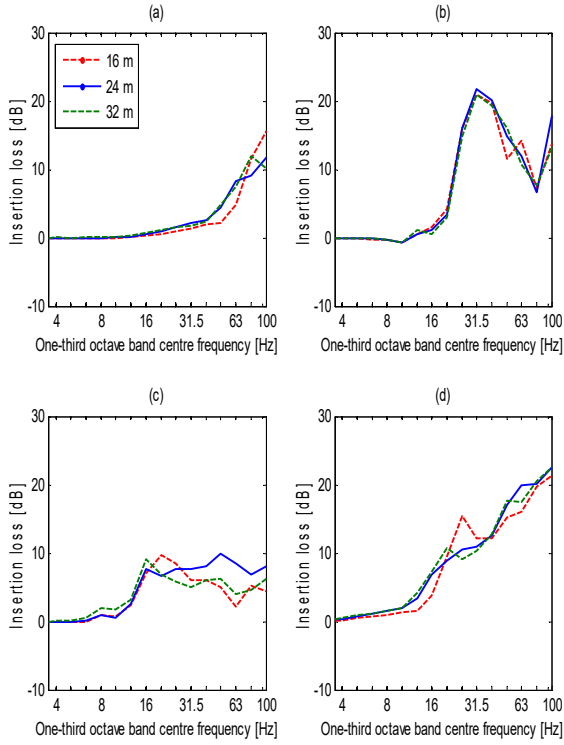 (a)
(b)
30
20
10
0
-10
Insertion loss [dB]
16 m
24 m
32 m
4 8 16 31.5 63 100
One-third octave band centre frequency [Hz]
30
20
10
0
-10
Insertion loss [dB]
4 8 16 31.5 63 100
One-third octave band centre frequency [Hz]
(c)
(d)
30
20
10
0
-10
Insertion loss [dB]
4 8 16 31.5 63 100
One-third octave band centre frequency [Hz]
30
20
10
0
-10
Insertion loss [dB]
4 8 16 31.5 63 100
One-third octave band centre frequency [Hz]